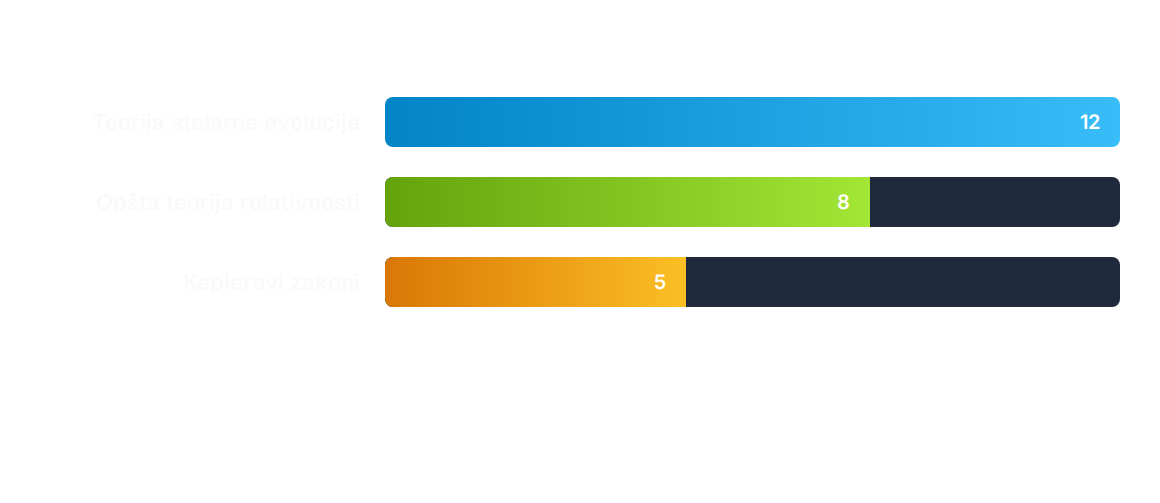 Teorija stelarne evolucije 12
Opšta teorija relativnosti 8
Keplerovi zakoni 5